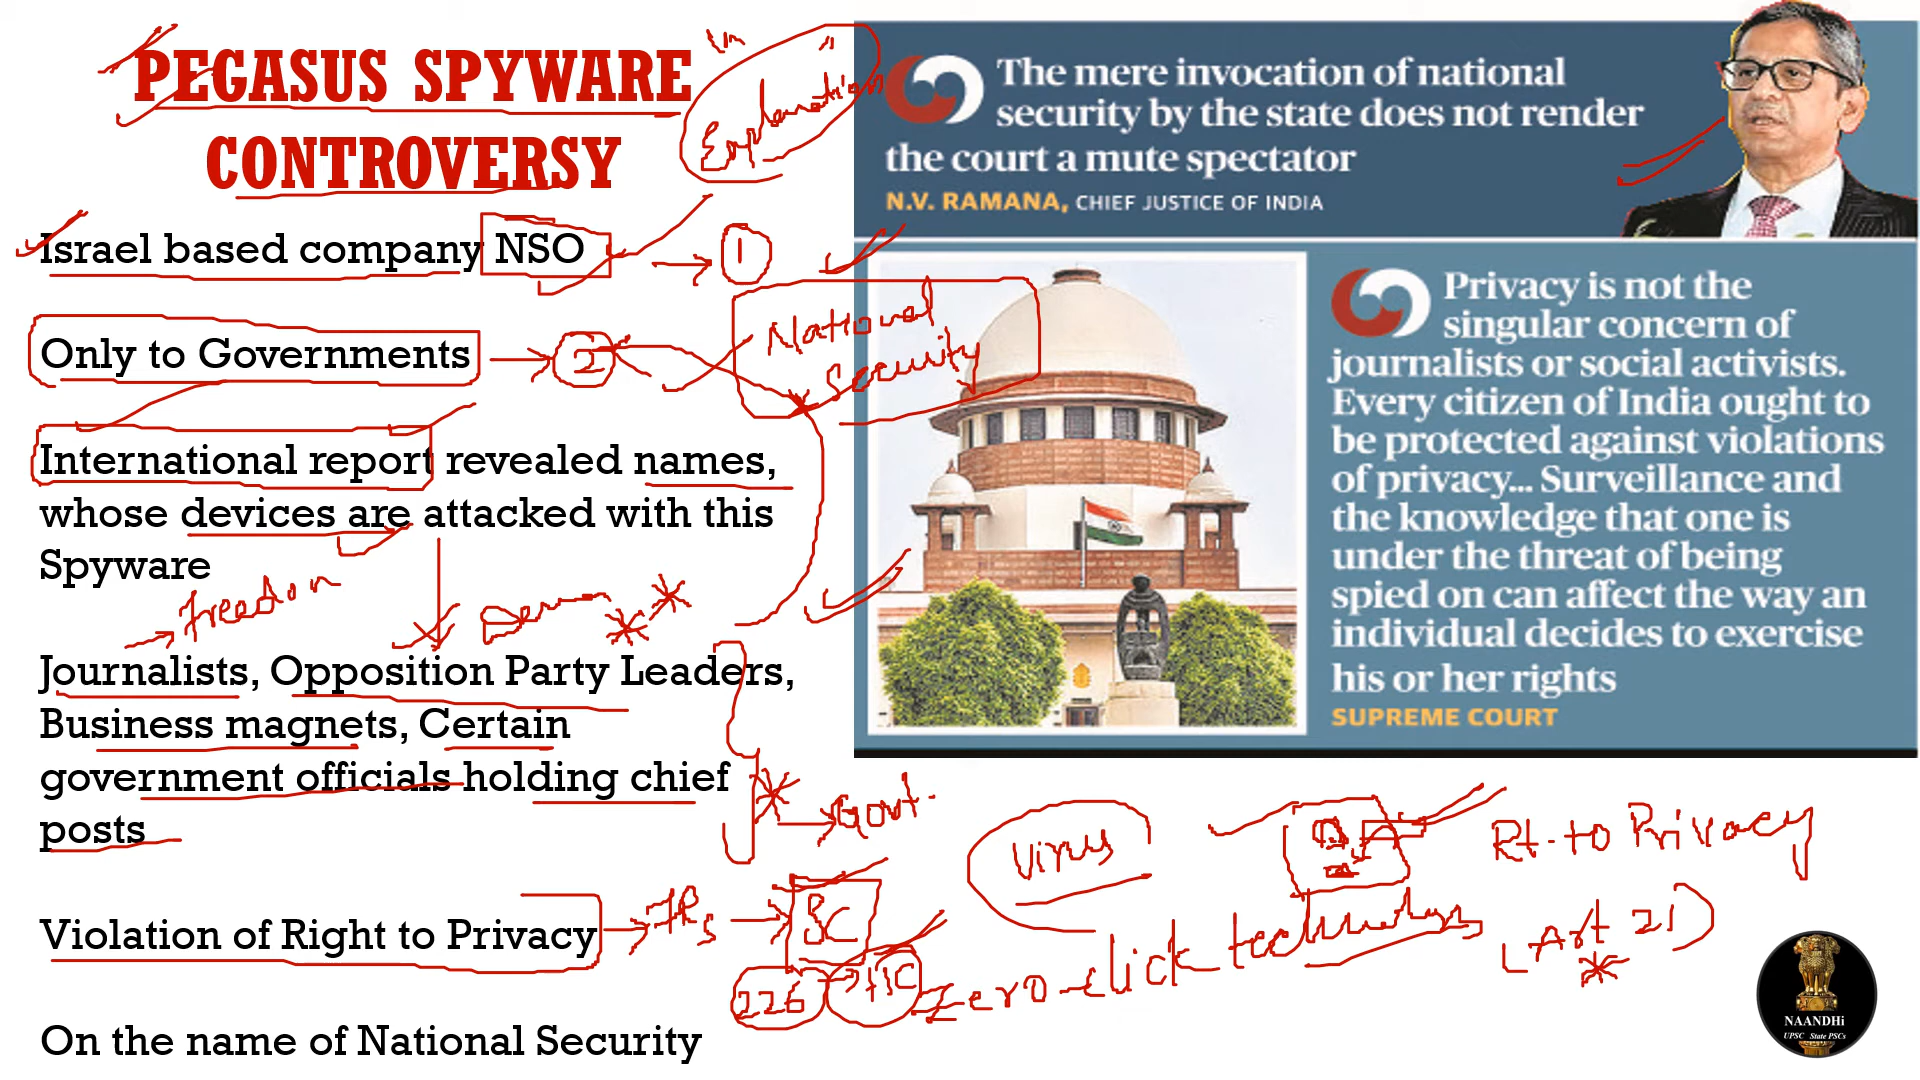 PEGASUS SPYWARE
CONTROVERSY
Explanation
Israel based company NSO
1
Only to Governments
2
National
Security
International report revealed names,
whose devices are attacked with this
Spyware
freedom
Journalists, Opposition Party Leaders,
Business magnets, Certain
government officials holding chief
posts
Govt.
Violation of Right to Privacy
FRs
SC
226
HC
On the name of National Security
The mere invocation of national
security by the state does not render
the court a mute spectator
N.V. RAMANA, CHIEF JUSTICE OF INDIA
Privacy is not the
singular concern of
journalists or social activists.
Every citizen of India ought to
be protected against violations
of privacy... Surveillance and
the knowledge that one is
under the threat of being
spied on can affect the way an
individual decides to exercise
his or her rights
SUPREME COURT
Virus
Rt. to Privacy
(Art 21)
Zero-click
NAANDHi
UPSC State PSCs